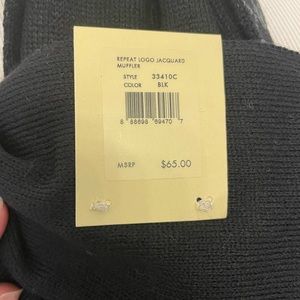 REPEAT LOGO JACQUARD
MUFFLER
STYLE 33410C
COLOR BLK
8 88698 69470 7
MSRP $65.00